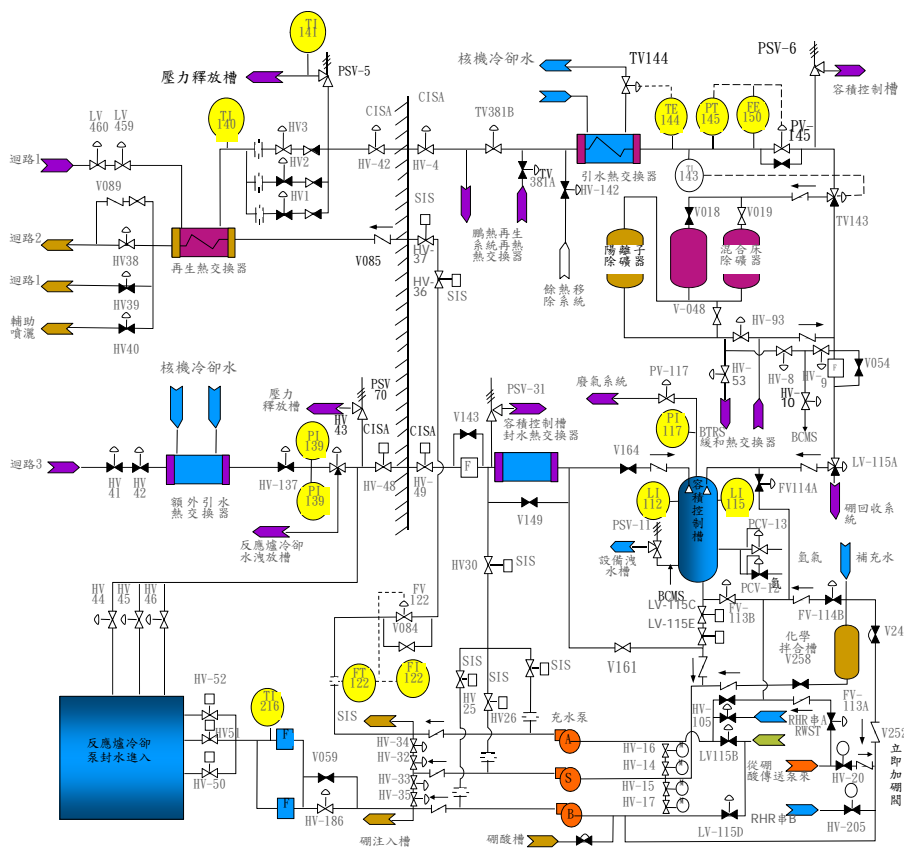 TI
141
PSV-5
壓力釋放槽
核機冷卻水
TV144
PSV-6
容積控制槽
LV
460
LV
459
TI
140
HV3
HV2
HV1
CISA
HV-42
CISA
HV-4
TV381B
TE
144
PT
145
FE
150
PV-
145
迴路1
V089
引水熱交換器
TV
381A
HV-142
TI
143
TV143
SIS
HV-
37
HV-
36
SIS
鵬熱再生
系統再熱
熱交換器
餘熱移
除系統
V018
V019
陽離子
除礦器
混合床
除礦器
V-048
迴路2
HV38
再生熱交換器
V085
迴路1
HV39
輔助
噴灑
HV40
HV-93
HV-
53
HV-8
HV-
9
HV-
10
F
V054
BCMS
BTRS
緩和熱交換器
核機冷卻水
壓力
釋放槽
PSV
70
HV
43
CISA
CISA
V143
PSV-31
容積控制槽
封水熱交換器
廢氣系統
PV-117
PI
117
迴路3
HV
41
HV
42
額外引水
熱交換器
HV-137
PI
139
PI
139
HV-48
HV-
49
F
V149
V164
LI
112
LI
115
容積控制槽
FV114A
LV-115A
硼回收系統
反應爐冷卻
水洩放槽
PSV-11
設備洩
水槽
PCV-13
PCV-12
氫氣
氮
補充水
BCMS
LV-115C
LV-115E
FV-
113B
FV-114B
V24
HV
44
HV
45
HV
46
FV
122
V084
HV30
SIS
V161
化學
拌合槽
V258
FV-
113A
FT
122
FI
122
SIS
SIS
SIS
HV
25
HV26
HV-52
HV51
HV-50
TI
216
F
F
V059
HV-186
反應爐冷卻
泵封水進入
SIS
HV-34
HV-32
HV-33
HV-35
硼注入槽
充水泵
A
S
B
HV-16
HV-14
HV-15
HV-17
M
M
M
M
HV-
105
LV115B
RHR串A
RWST
從硼
酸傳送泵來
HV-20
V252
立即加硼閥
硼酸槽
LV-115D
RHR串B
HV-205